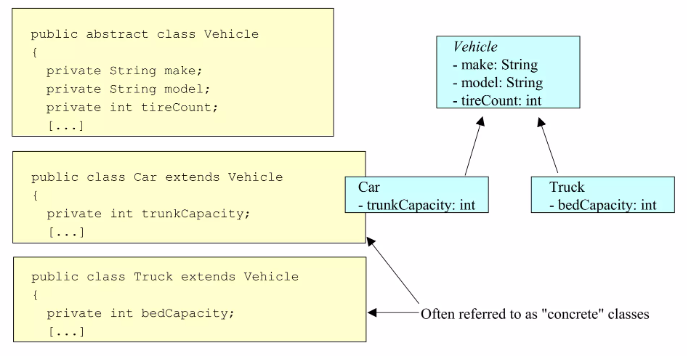 public abstract class Vehicle
{
private String make;
private String model;
private int tireCount;
[...]
public class Car extends Vehicle
{
private int trunkCapacity;
[...]
public class Truck extends Vehicle
{
private int bedCapacity;
[...]
Vehicle
- make: String
- model: String
- tireCount: int
Car
- trunkCapacity: int
Truck
- bedCapacity: int
Often referred to as "concrete" classes